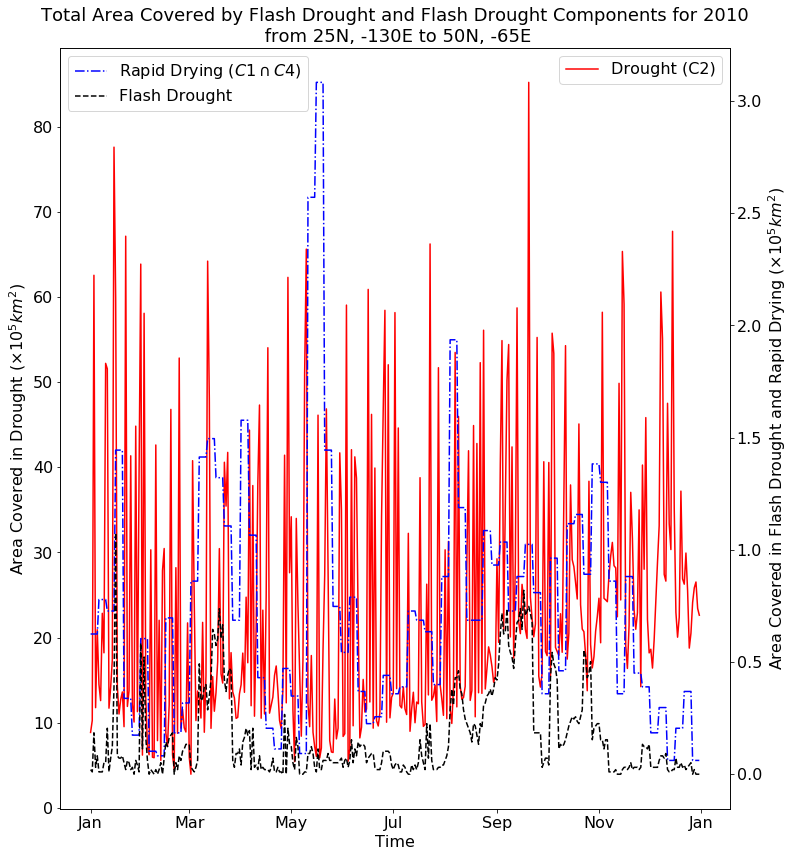 Total Area Covered by Flash Drought and Flash Drought Components for 2010
from 25N, -130E to 50N, -65E
Rapid Drying (C1 ∩ C4)
Flash Drought
Drought (C2)
Area Covered in Drought (×10⁵km²)
80
70
60
50
40
30
20
10
0
3.0
2.5
2.0
1.5
1.0
0.5
0.0
Area Covered in Flash Drought and Rapid Drying (×10⁵km²)
Jan Mar May Jul Sep Nov Jan
Time